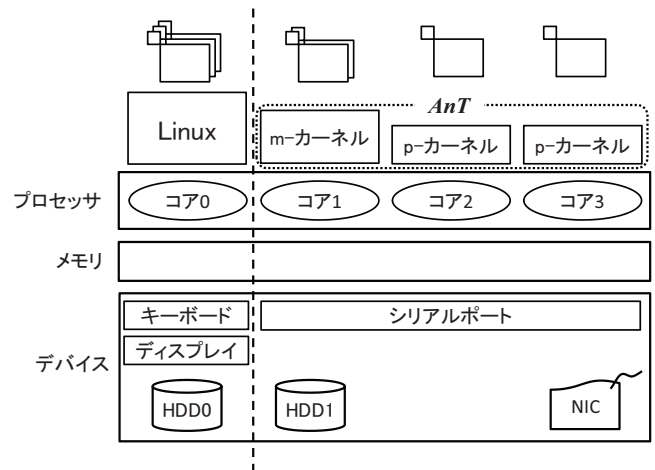 AnT
Linux
m-カーネル
p-カーネル
p-カーネル
プロセッサ
コア0
コア1
コア2
コア3
メモリ
キーボード
シリアルポート
ディスプレイ
デバイス
HDD0
HDD1
NIC